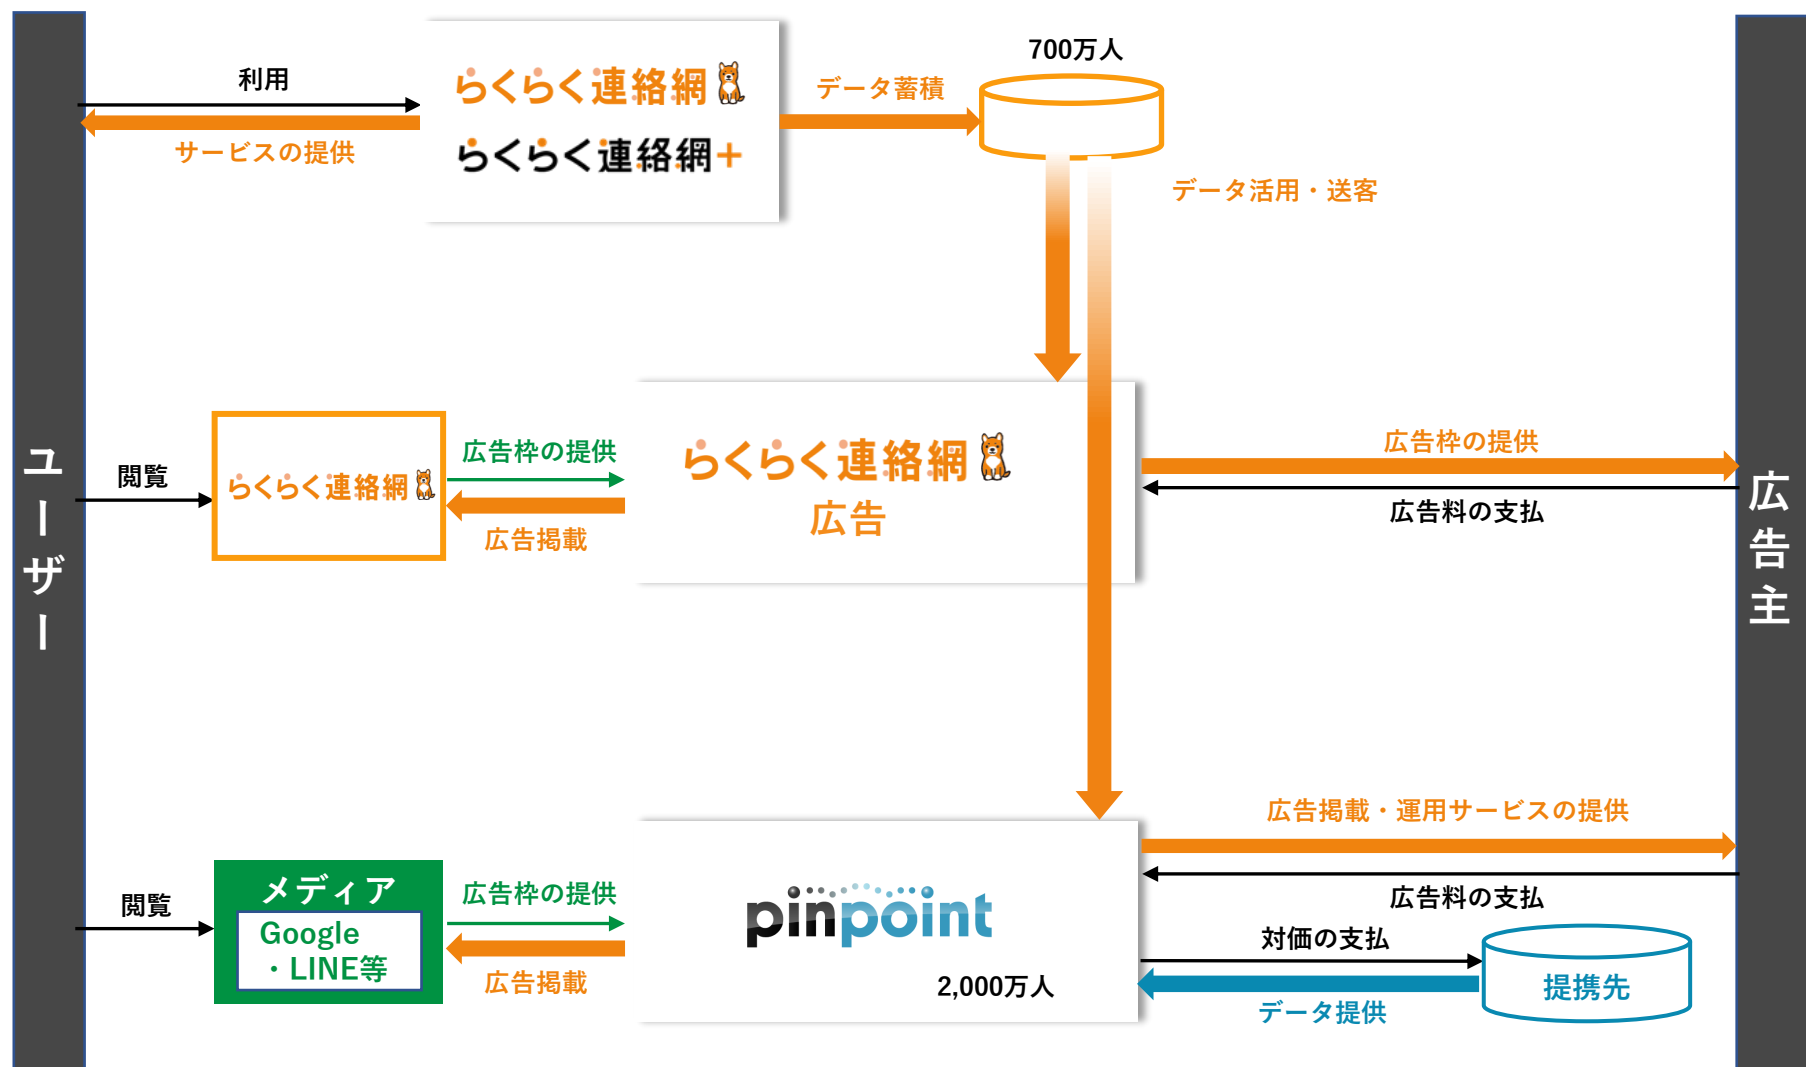 700万人
利用
らくらく連絡網
データ蓄積
サービスの提供
らくらく連絡網+
データ活用・送客
ユーザー
閲覧
らくらく連絡網
広告枠の提供
広告掲載
らくらく連絡網
広告
広告枠の提供
広告料の支払
広告主
広告掲載・運用サービスの提供
広告料の支払
閲覧
メディア
Google
・LINE等
広告枠の提供
広告掲載
pinpoint
2,000万人
対価の支払
提携先
データ提供